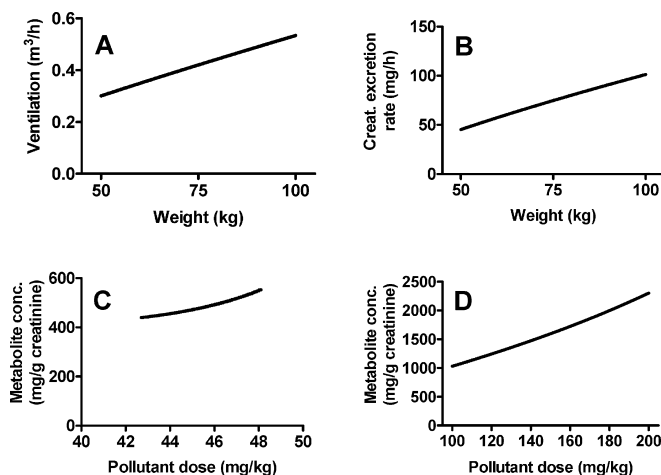 A
Ventilation (m³/h)
0.6
0.4
0.2
0.0
50
75
100
Weight (kg)
B
Creat. excretion
rate (mg/h)
150
100
50
0
50
75
100
Weight (kg)
C
Metabolite conc.
(mg/g creatinine)
600
400
200
0
40
42
44
46
48
50
Pollutant dose (mg/kg)
D
Metabolite conc.
(mg/g creatinine)
2500
2000
1500
1000
500
0
100
120
140
160
180
200
Pollutant dose (mg/kg)